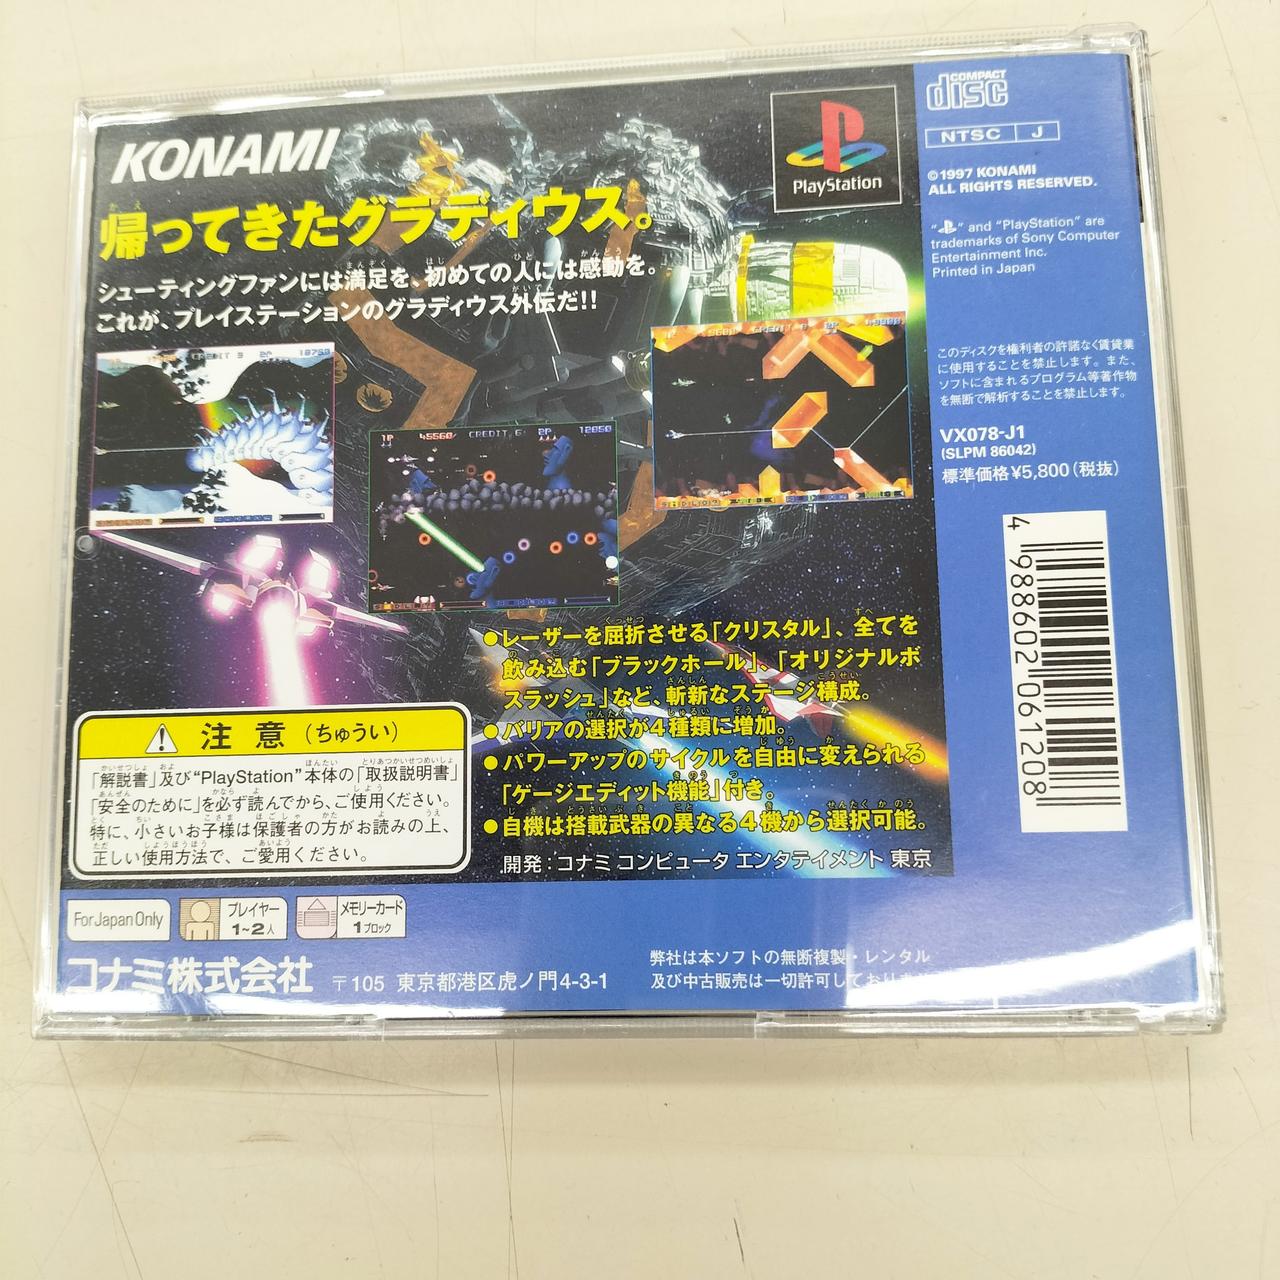 KONAMI
帰ってきたグラディウス。
シューティングファンには満足を、初めての人には感動を。
これが、プレイステーションのグラディウス外伝だ!!
PlayStation
COMPACT
disc
NTSC J
©1997 KONAMI
ALL RIGHTS RESERVED.
" " and "PlayStation" are
trademarks of Sony Computer
Entertainment Inc.
Printed in Japan
このディスクを権利者の許諾なく賃貸業
に使用することを禁止します。また、
ソフトに含まれるプログラム等著作物
を無断で解析することを禁止します。
VX078-J1
(SLPM 86042)
標準価格¥5,800(税抜)
4 988602 061208
CREDIT 9 2P 10750
1P 45560 CREDIT 6 2P 12050
●レーザーを屈折させる「クリスタル」、全てを
飲み込む「ブラックホール」、「オリジナルボ
スラッシュ」など、斬新なステージ構成。
●バリアの選択が4種類に増加。
●パワーアップのサイクルを自由に変えられる
「ゲージエディット機能」付き。
●自機は搭載武器の異なる4機から選択可能。
開発:コナミ コンピュータ エンタテイメント 東京
注意(ちゅうい)
「解説書」及び"PlayStation"本体の「取扱説明書」
「安全のために」を必ず読んでから、ご使用ください。
特に、小さいお子様は保護者の方がお読みの上、
正しい使用方法で、ご愛用ください。
For Japan Only
プレイヤー
1~2人
メモリーカード
1ブロック
コナミ株式会社 〒105 東京都港区虎ノ門4-3-1
弊社は本ソフトの無断複製・レンタル
及び中古販売は一切許可しておりません